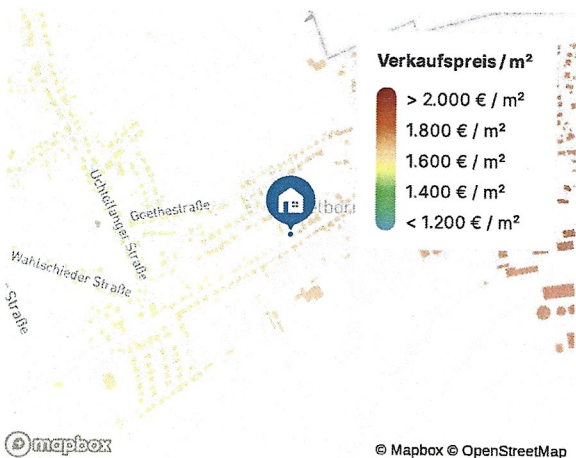 Verkaufspreis / m²
> 2.000 € / m²
1.800 € / m²
1.600 € / m²
1.400 € / m²
< 1.200 € / m²
Uchtelfanger Straße
Goethestraße
Wahlschieder Straße
Straße
mapbox
© Mapbox © OpenStreetMap